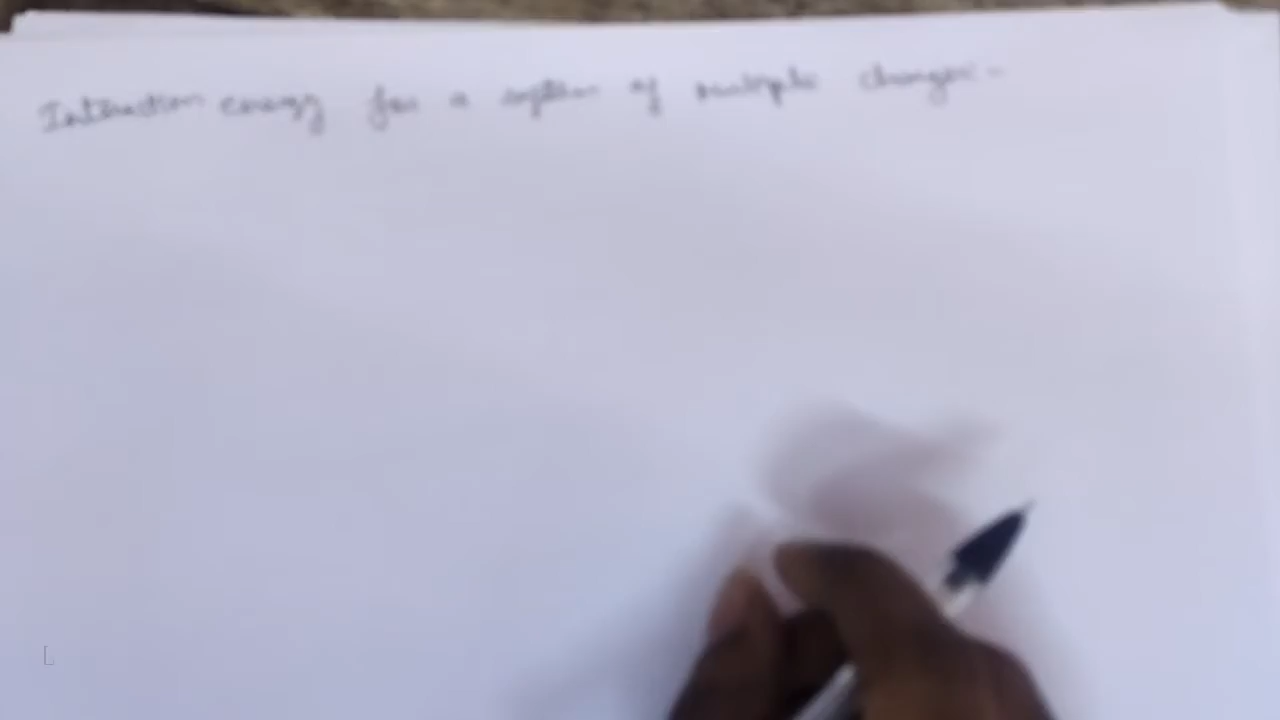 Interaction energy for a system of multiple charges:-